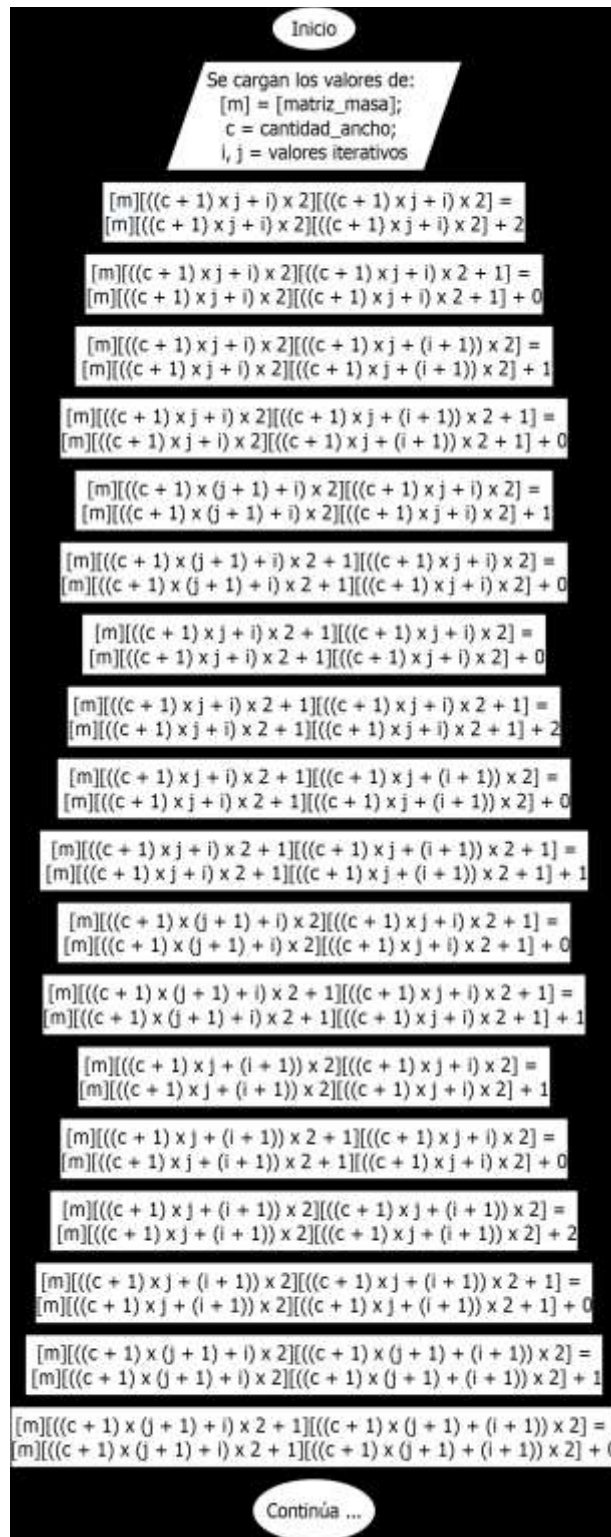 Inicio
Se cargan los valores de:
[m] = [matriz_masa];
c = cantidad_ancho;
i, j = valores iterativos
[m][((c + 1) x j + i) x 2][((c + 1) x j + i) x 2] =
[m][((c + 1) x j + i) x 2][((c + 1) x j + i) x 2] + 2
[m][((c + 1) x j + i) x 2][((c + 1) x j + i) x 2 + 1] =
[m][((c + 1) x j + i) x 2][((c + 1) x j + i) x 2 + 1] + 0
[m][((c + 1) x j + i) x 2][((c + 1) x j + (i + 1)) x 2] =
[m][((c + 1) x j + i) x 2][((c + 1) x j + (i + 1)) x 2] + 1
[m][((c + 1) x j + i) x 2][((c + 1) x j + (i + 1)) x 2 + 1] =
[m][((c + 1) x j + i) x 2][((c + 1) x j + (i + 1)) x 2 + 1] + 0
[m][((c + 1) x (j + 1) + i) x 2][((c + 1) x j + i) x 2] =
[m][((c + 1) x (j + 1) + i) x 2][((c + 1) x j + i) x 2] + 1
[m][((c + 1) x (j + 1) + i) x 2 + 1][((c + 1) x j + i) x 2] =
[m][((c + 1) x (j + 1) + i) x 2 + 1][((c + 1) x j + i) x 2] + 0
[m][((c + 1) x j + i) x 2 + 1][((c + 1) x j + i) x 2] =
[m][((c + 1) x j + i) x 2 + 1][((c + 1) x j + i) x 2] + 0
[m][((c + 1) x j + i) x 2 + 1][((c + 1) x j + i) x 2 + 1] =
[m][((c + 1) x j + i) x 2 + 1][((c + 1) x j + i) x 2 + 1] + 2
[m][((c + 1) x j + i) x 2 + 1][((c + 1) x j + (i + 1)) x 2] =
[m][((c + 1) x j + i) x 2 + 1][((c + 1) x j + (i + 1)) x 2] + 0
[m][((c + 1) x j + i) x 2 + 1][((c + 1) x j + (i + 1)) x 2 + 1] =
[m][((c + 1) x j + i) x 2 + 1][((c + 1) x j + (i + 1)) x 2 + 1] + 1
[m][((c + 1) x (j + 1) + i) x 2][((c + 1) x j + i) x 2 + 1] =
[m][((c + 1) x (j + 1) + i) x 2][((c + 1) x j + i) x 2 + 1] + 0
[m][((c + 1) x (j + 1) + i) x 2 + 1][((c + 1) x j + i) x 2 + 1] =
[m][((c + 1) x (j + 1) + i) x 2 + 1][((c + 1) x j + i) x 2 + 1] + 1
[m][((c + 1) x j + (i + 1)) x 2][((c + 1) x j + i) x 2] =
[m][((c + 1) x j + (i + 1)) x 2][((c + 1) x j + i) x 2] + 1
[m][((c + 1) x j + (i + 1)) x 2 + 1][((c + 1) x j + i) x 2] =
[m][((c + 1) x j + (i + 1)) x 2 + 1][((c + 1) x j + i) x 2] + 0
[m][((c + 1) x j + (i + 1)) x 2][((c + 1) x j + (i + 1)) x 2] =
[m][((c + 1) x j + (i + 1)) x 2][((c + 1) x j + (i + 1)) x 2] + 2
[m][((c + 1) x j + (i + 1)) x 2][((c + 1) x j + (i + 1)) x 2 + 1] =
[m][((c + 1) x j + (i + 1)) x 2][((c + 1) x j + (i + 1)) x 2 + 1] + 0
[m][((c + 1) x (j + 1) + i) x 2][((c + 1) x (j + 1) + (i + 1)) x 2] =
[m][((c + 1) x (j + 1) + i) x 2][((c + 1) x (j + 1) + (i + 1)) x 2] + 1
[m][((c + 1) x (j + 1) + i) x 2 + 1][((c + 1) x (j + 1) + (i + 1)) x 2] =
[m][((c + 1) x (j + 1) + i) x 2 + 1][((c + 1) x (j + 1) + (i + 1)) x 2] + 0
Continúa ...